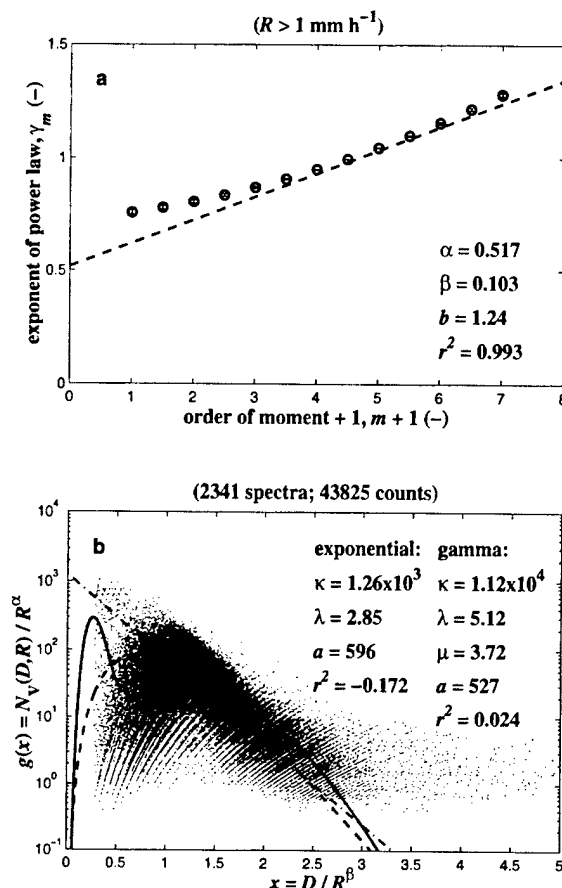 (R > 1 mm h⁻¹)
a
exponent of power law, γₘ (–)
1.5
1
0.5
0
α = 0.517
β = 0.103
b = 1.24
r² = 0.993
0 1 2 3 4 5 6 7 8
order of moment + 1, m + 1 (–)
(2341 spectra; 43825 counts)
b
g(x) = N_V(D,R) / R^α
10⁴
10³
10²
10¹
10⁰
10⁻¹
exponential: gamma:
κ = 1.26x10³ κ = 1.12x10⁴
λ = 2.85 λ = 5.12
a = 596 μ = 3.72
r² = –0.172 a = 527
r² = 0.024
0 0.5 1 1.5 2 2.5 3 3.5 4 4.5 5
x = D / R^β